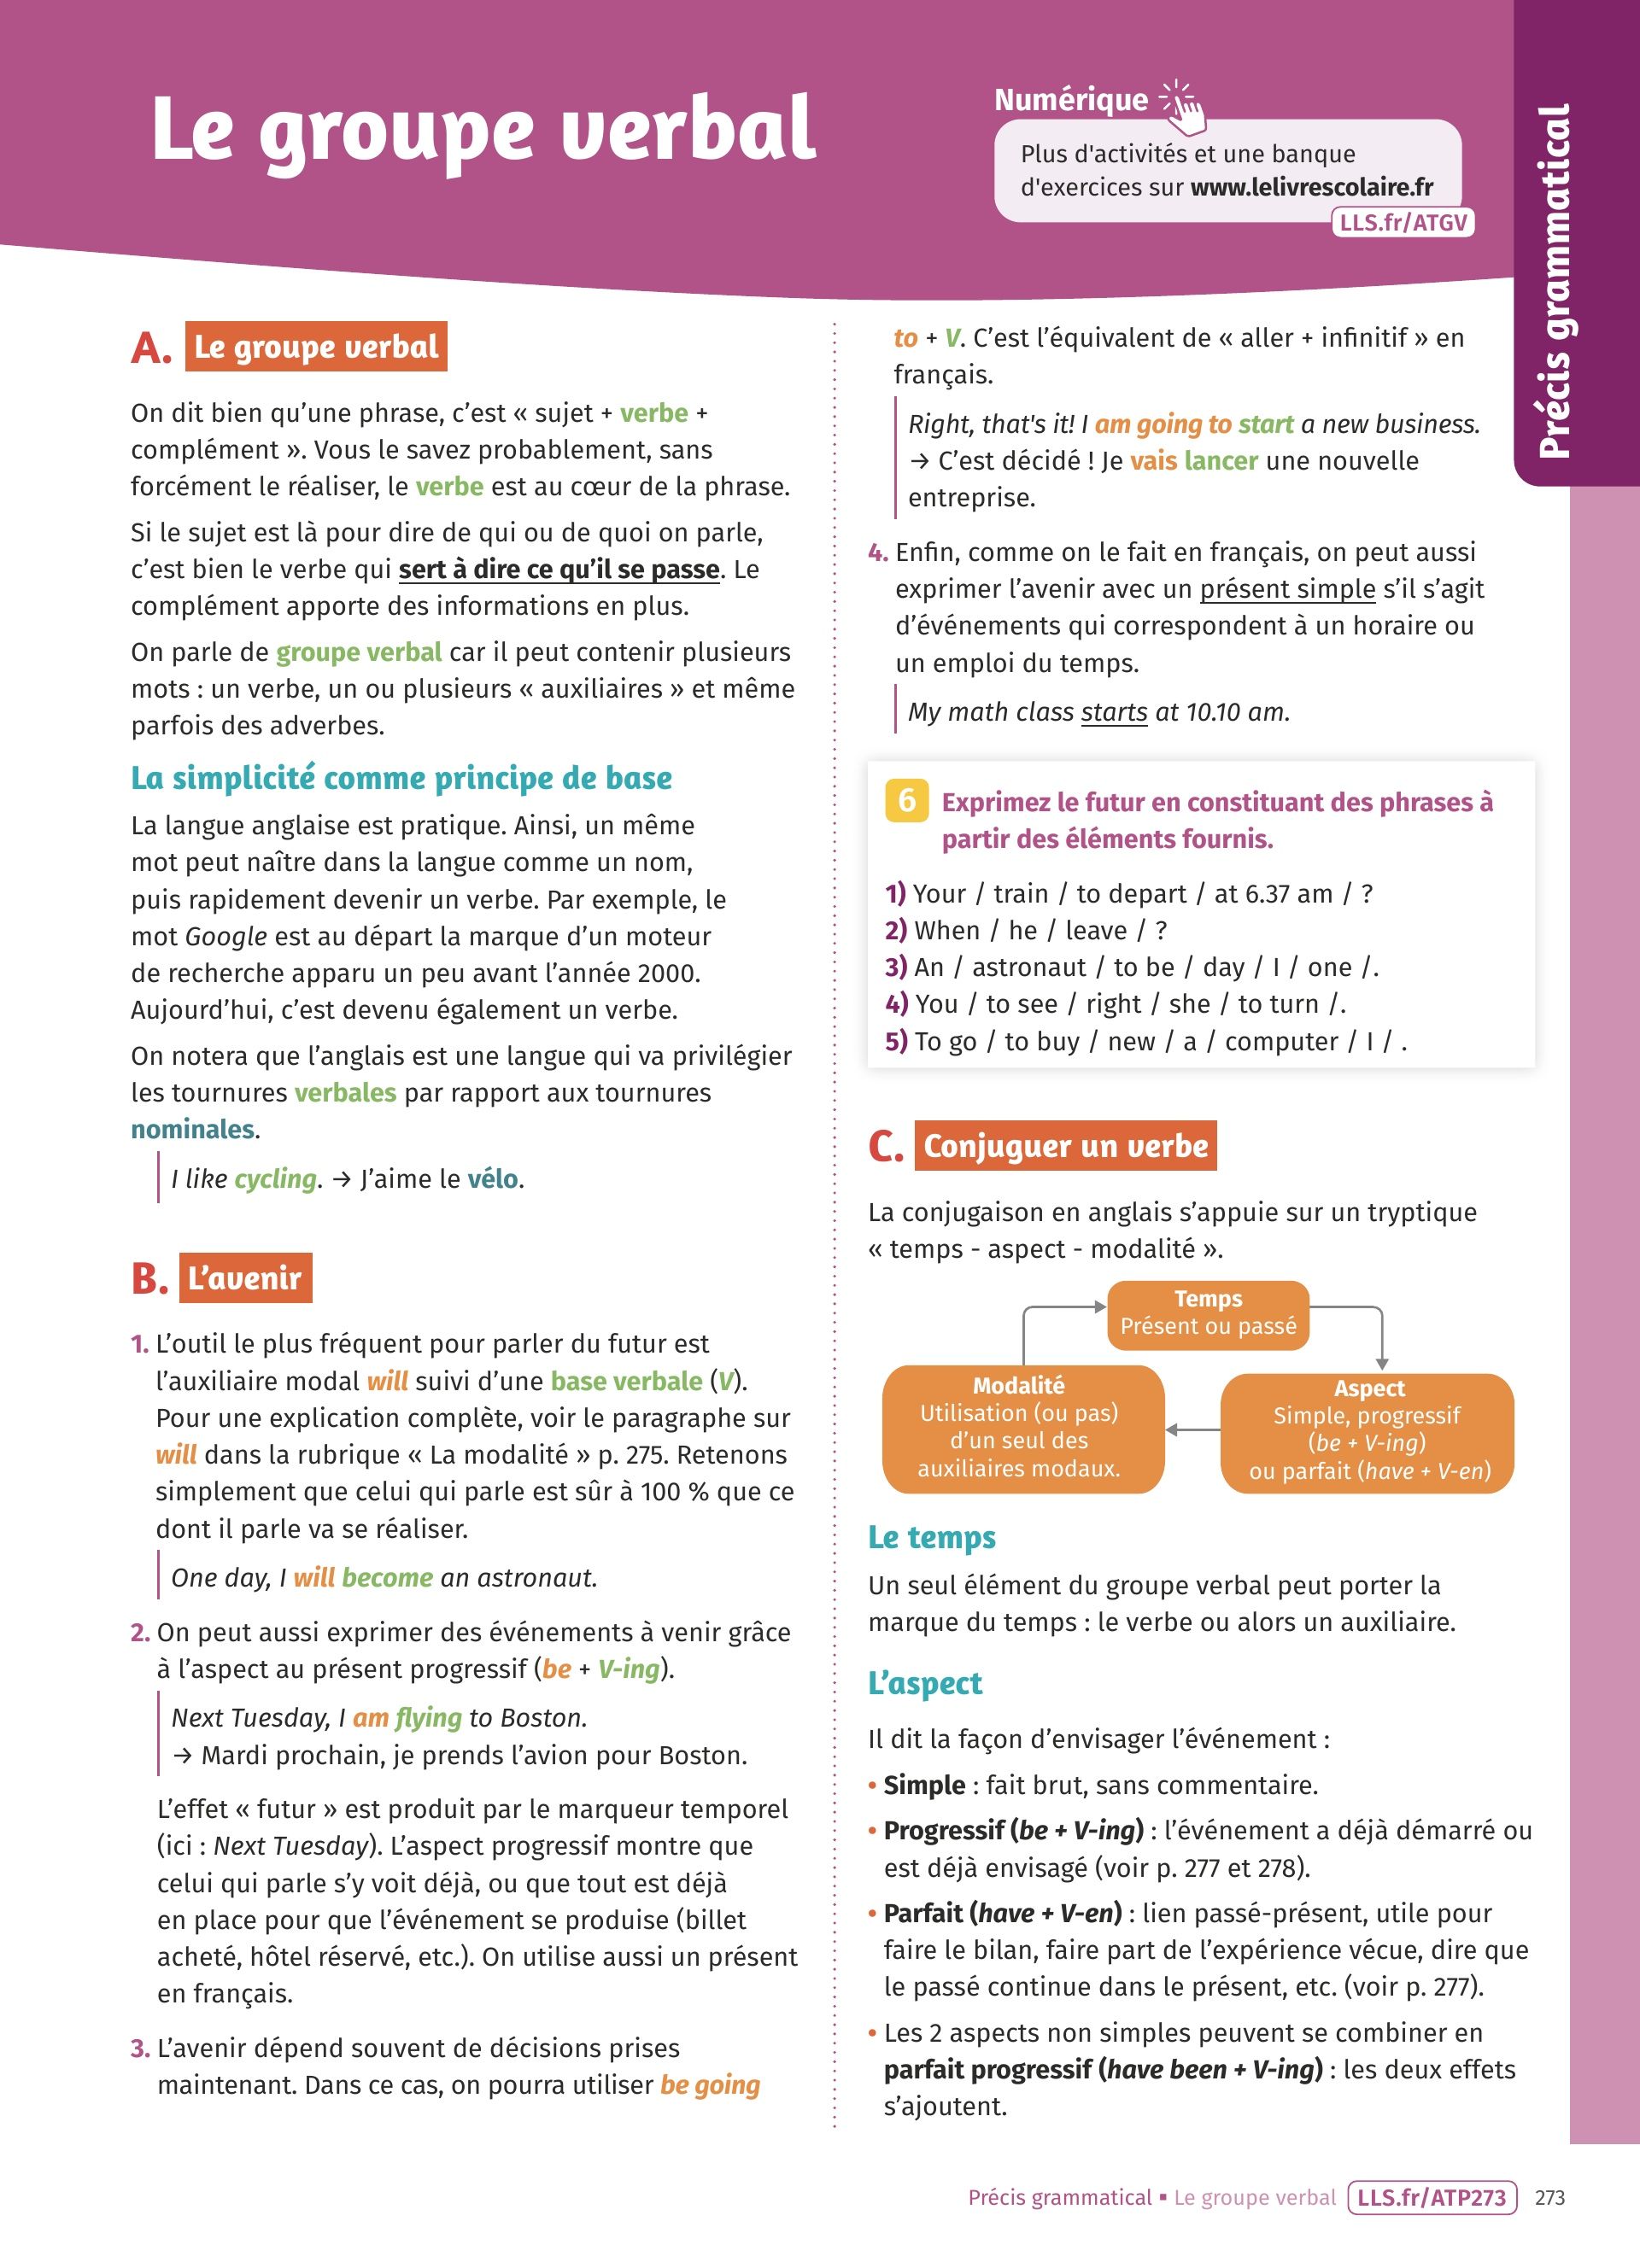 Le groupe verbal
Numérique
Plus d'activités et une banque
d'exercices sur www.lelivrescolaire.fr
LLS.fr/ATGV
Précis grammatical
A. Le groupe verbal
On dit bien qu’une phrase, c’est « sujet + verbe +
complément ». Vous le savez probablement, sans
forcément le réaliser, le verbe est au cœur de la phrase.
Si le sujet est là pour dire de qui ou de quoi on parle,
c’est bien le verbe qui sert à dire ce qu’il se passe. Le
complément apporte des informations en plus.
On parle de groupe verbal car il peut contenir plusieurs
mots : un verbe, un ou plusieurs « auxiliaires » et même
parfois des adverbes.
La simplicité comme principe de base
La langue anglaise est pratique. Ainsi, un même
mot peut naître dans la langue comme un nom,
puis rapidement devenir un verbe. Par exemple, le
mot Google est au départ la marque d’un moteur
de recherche apparu un peu avant l’année 2000.
Aujourd’hui, c’est devenu également un verbe.
On notera que l’anglais est une langue qui va privilégier
les tournures verbales par rapport aux tournures
nominales.
I like cycling. → J’aime le vélo.
B. L’avenir
1. L’outil le plus fréquent pour parler du futur est
l’auxiliaire modal will suivi d’une base verbale (V).
Pour une explication complète, voir le paragraphe sur
will dans la rubrique « La modalité » p. 275. Retenons
simplement que celui qui parle est sûr à 100 % que ce
dont il parle va se réaliser.
One day, I will become an astronaut.
2. On peut aussi exprimer des événements à venir grâce
à l’aspect au présent progressif (be + V-ing).
Next Tuesday, I am flying to Boston.
→ Mardi prochain, je prends l’avion pour Boston.
L’effet « futur » est produit par le marqueur temporel
(ici : Next Tuesday). L’aspect progressif montre que
celui qui parle s’y voit déjà, ou que tout est déjà
en place pour que l’événement se produise (billet
acheté, hôtel réservé, etc.). On utilise aussi un présent
en français.
3. L’avenir dépend souvent de décisions prises
maintenant. Dans ce cas, on pourra utiliser be going
to + V. C’est l’équivalent de « aller + infinitif » en
français.
Right, that's it! I am going to start a new business.
→ C’est décidé ! Je vais lancer une nouvelle
entreprise.
4. Enfin, comme on le fait en français, on peut aussi
exprimer l’avenir avec un présent simple s’il s’agit
d’événements qui correspondent à un horaire ou
un emploi du temps.
My math class starts at 10.10 am.
6 Exprimez le futur en constituant des phrases à
partir des éléments fournis.
1) Your / train / to depart / at 6.37 am / ?
2) When / he / leave / ?
3) An / astronaut / to be / day / I / one /.
4) You / to see / right / she / to turn /.
5) To go / to buy / new / a / computer / I / .
C. Conjuguer un verbe
La conjugaison en anglais s’appuie sur un tryptique
« temps - aspect - modalité ».
Temps
Présent ou passé
Modalité
Utilisation (ou pas)
d’un seul des
auxiliaires modaux.
Aspect
Simple, progressif
(be + V-ing)
ou parfait (have + V-en)
Le temps
Un seul élément du groupe verbal peut porter la
marque du temps : le verbe ou alors un auxiliaire.
L’aspect
Il dit la façon d’envisager l’événement :
• Simple : fait brut, sans commentaire.
• Progressif (be + V-ing) : l’événement a déjà démarré ou
est déjà envisagé (voir p. 277 et 278).
• Parfait (have + V-en) : lien passé-présent, utile pour
faire le bilan, faire part de l’expérience vécue, dire que
le passé continue dans le présent, etc. (voir p. 277).
• Les 2 aspects non simples peuvent se combiner en
parfait progressif (have been + V-ing) : les deux effets
s’ajoutent.
Précis grammatical ▪ Le groupe verbal LLS.fr/ATP273 273